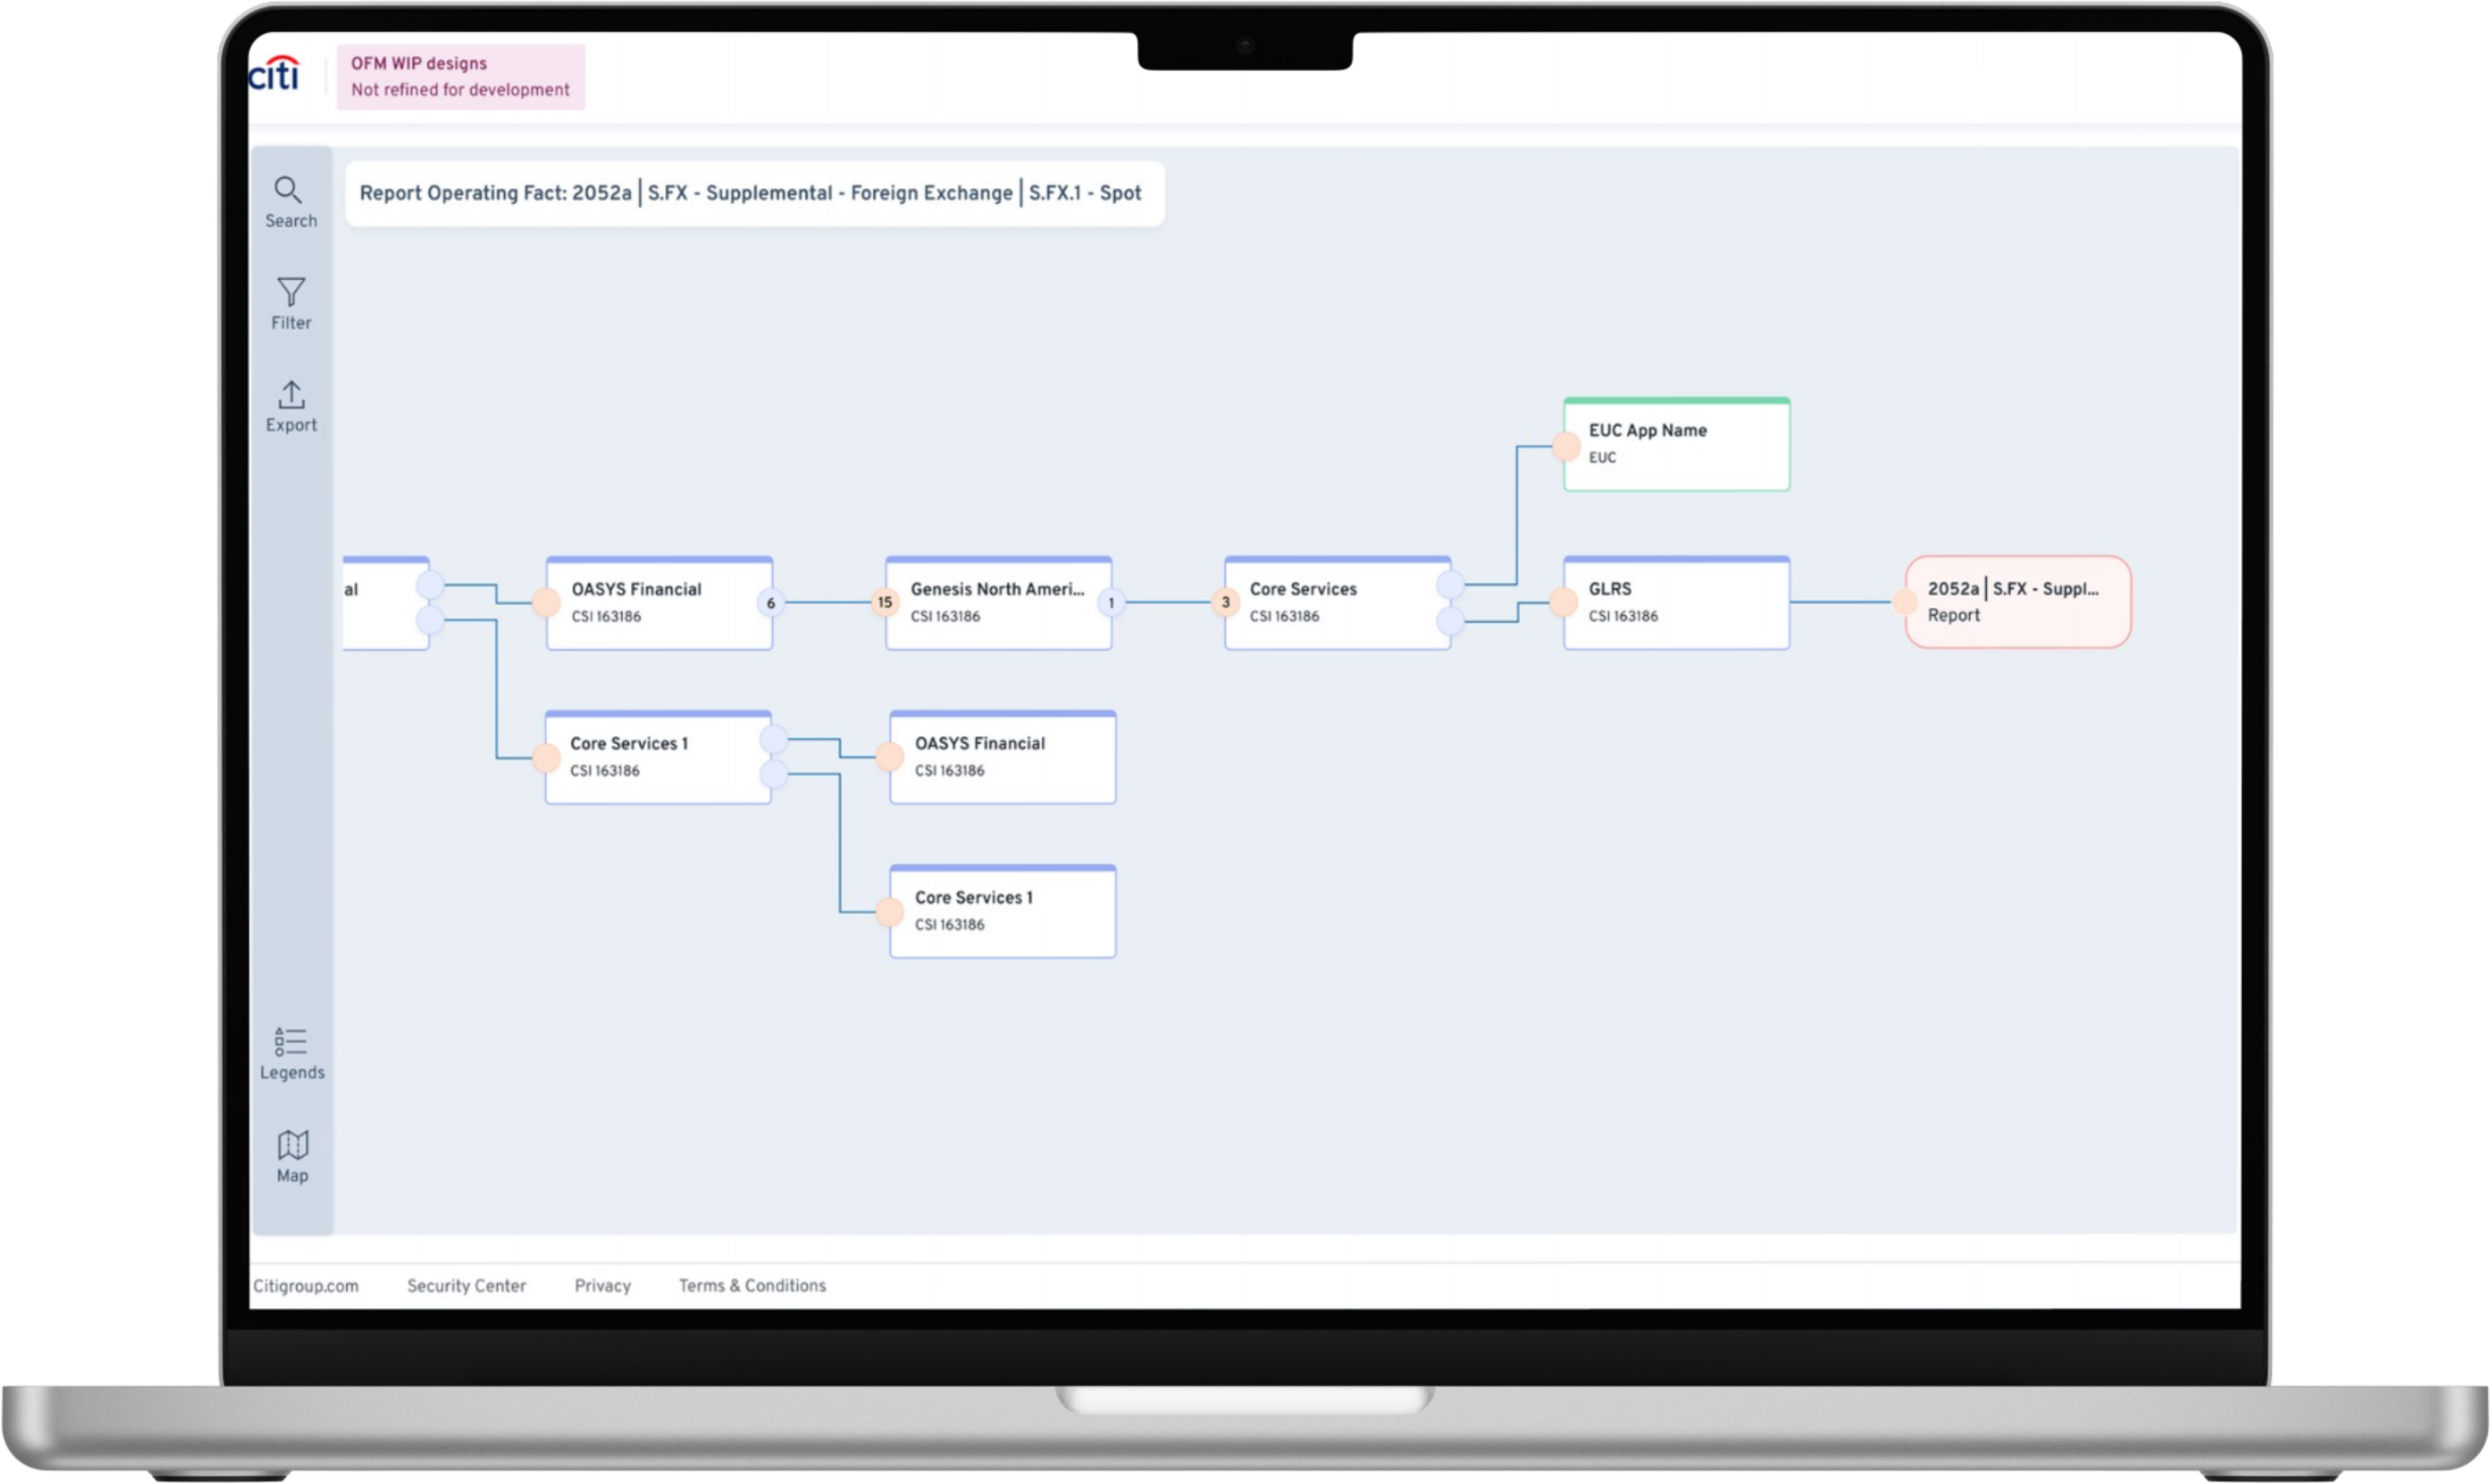 citi
OFM WIP designs
Not refined for development
Search
Filter
Export
Legends
Map
Report Operating Fact: 2052a | S.FX - Supplemental - Foreign Exchange | S.FX.1 - Spot
EUC App Name
EUC
al
OASYS Financial
CSI 163186
6
15
Genesis North Ameri...
CSI 163186
1
3
Core Services
CSI 163186
GLRS
CSI 163186
2052a | S.FX - Suppl...
Report
Core Services 1
CSI 163186
OASYS Financial
CSI 163186
Core Services 1
CSI 163186
Citigroup.com Security Center Privacy Terms & Conditions